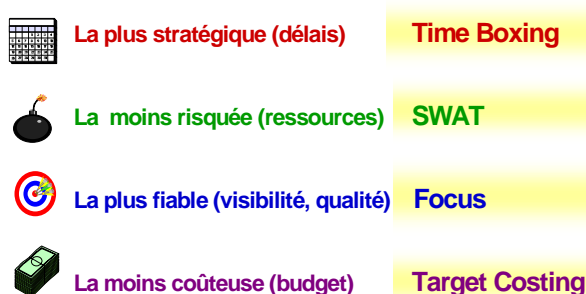 La plus stratégique (délais) Time Boxing
La moins risquée (ressources) SWAT
La plus fiable (visibilité, qualité) Focus
La moins coûteuse (budget) Target Costing